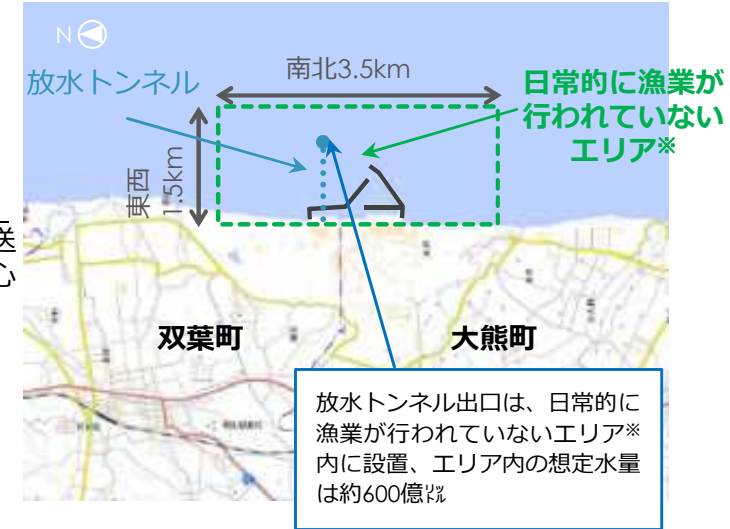 N
放水トンネル
南北3.5km
日常的に漁業が
行われていない
エリア※
東西
1.5km
送
心
双葉町
大熊町
放水トンネル出口は、日常的に
漁業が行われていないエリア※
内に設置、エリア内の想定水量
は約600億㍑